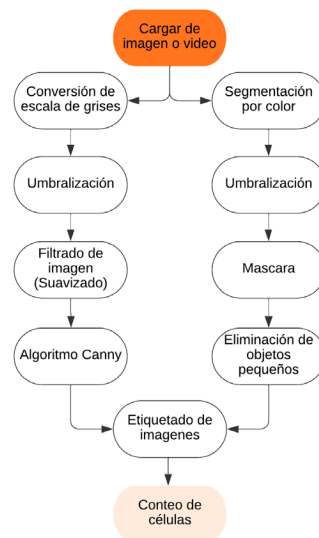 Cargar de
imagen o video
Conversión de
escala de grises
Segmentación
por color
Umbralización
Umbralización
Filtrado de
imagen
(Suavizado)
Mascara
Algoritmo Canny
Eliminación de
objetos
pequeños
Etiquetado de
imagenes
Conteo de
células